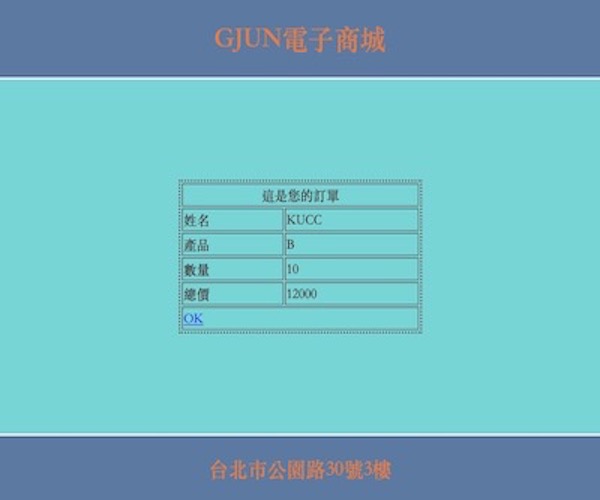 GJUN電子商城
這是您的訂單
姓名 KUCC
產品 B
數量 10
總價 12000
OK
台北市公園路30號3樓